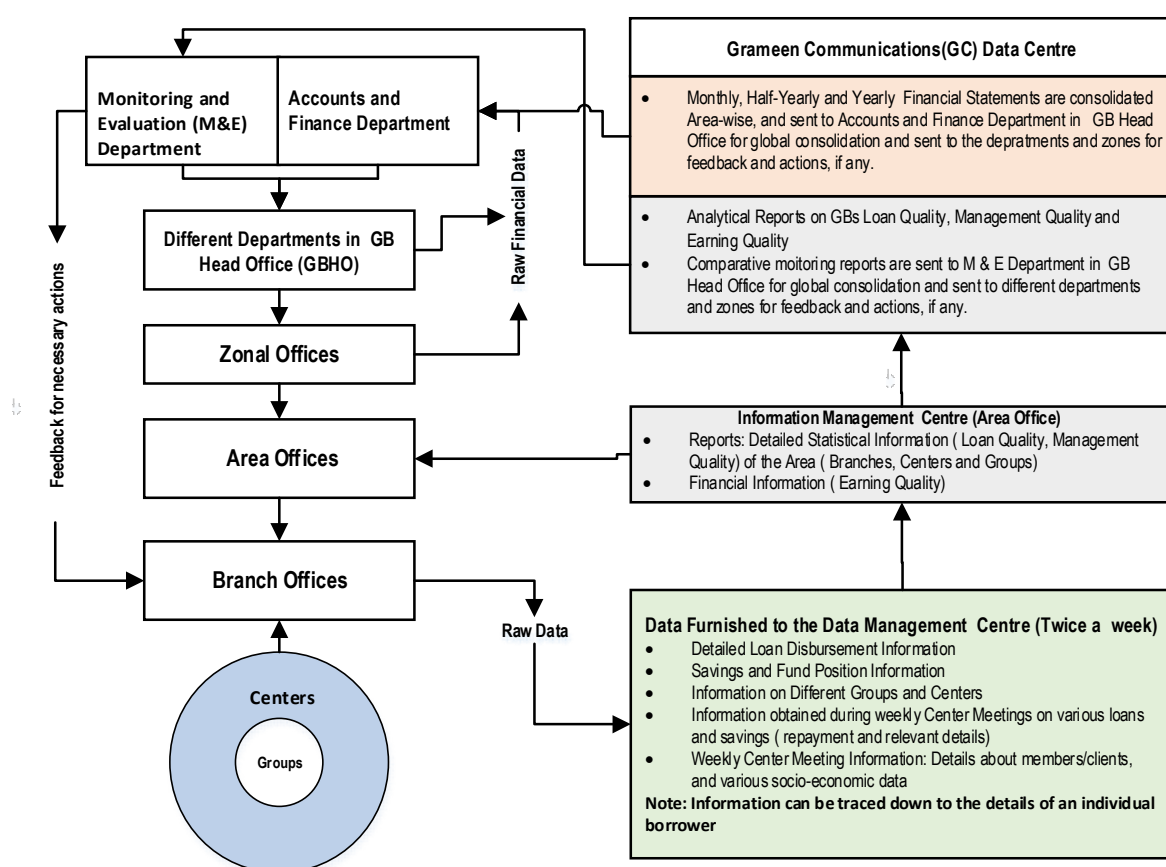 Monitoring and
Evaluation (M&E)
Department
Accounts and
Finance Department
Different Departments in GB
Head Office (GBHO)
Zonal Offices
Area Offices
Branch Offices
Centers
Groups
Feedback for necessary actions
Raw Financial Data
Raw Data
Grameen Communications(GC) Data Centre
• Monthly, Half-Yearly and Yearly Financial Statements are consolidated
Area-wise, and sent to Accounts and Finance Department in GB Head
Office for global consolidation and sent to the depratments and zones for
feedback and actions, if any.
• Analytical Reports on GBs Loan Quality, Management Quality and
Earning Quality
• Comparative moitoring reports are sent to M & E Department in GB
Head Office for global consolidation and sent to different departments
and zones for feedback and actions, if any.
Information Management Centre (Area Office)
• Reports: Detailed Statistical Information ( Loan Quality, Management
Quality) of the Area ( Branches, Centers and Groups)
• Financial Information ( Earning Quality)
Data Furnished to the Data Management Centre (Twice a week)
• Detailed Loan Disbursement Information
• Savings and Fund Position Information
• Information on Different Groups and Centers
• Information obtained during weekly Center Meetings on various loans
and savings ( repayment and relevant details)
• Weekly Center Meeting Information: Details about members/clients,
and various socio-economic data
Note: Information can be traced down to the details of an individual
borrower